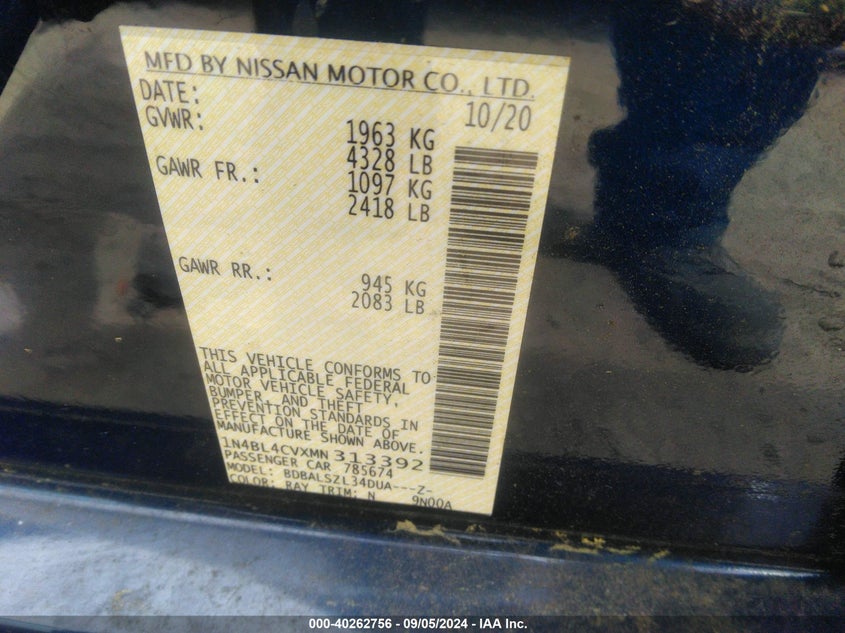 MFD BY NISSAN MOTOR CO., LTD.
DATE: 10/20
GVWR: 1963 KG
4328 LB
GAWR FR.: 1097 KG
2418 LB
GAWR RR.: 945 KG
2083 LB
THIS VEHICLE CONFORMS TO
ALL APPLICABLE FEDERAL
MOTOR VEHICLE SAFETY,
BUMPER, AND THEFT
PREVENTION STANDARDS IN
EFFECT ON THE DATE OF
MANUFACTURE SHOWN ABOVE.
1N4BL4CVXMN313392
PASSENGER CAR 785674
MODEL: BDBALSZL34DUA---Z-
COLOR: RAY TRIM: N 9N00A
000-40262756 - 09/05/2024 - IAA Inc.